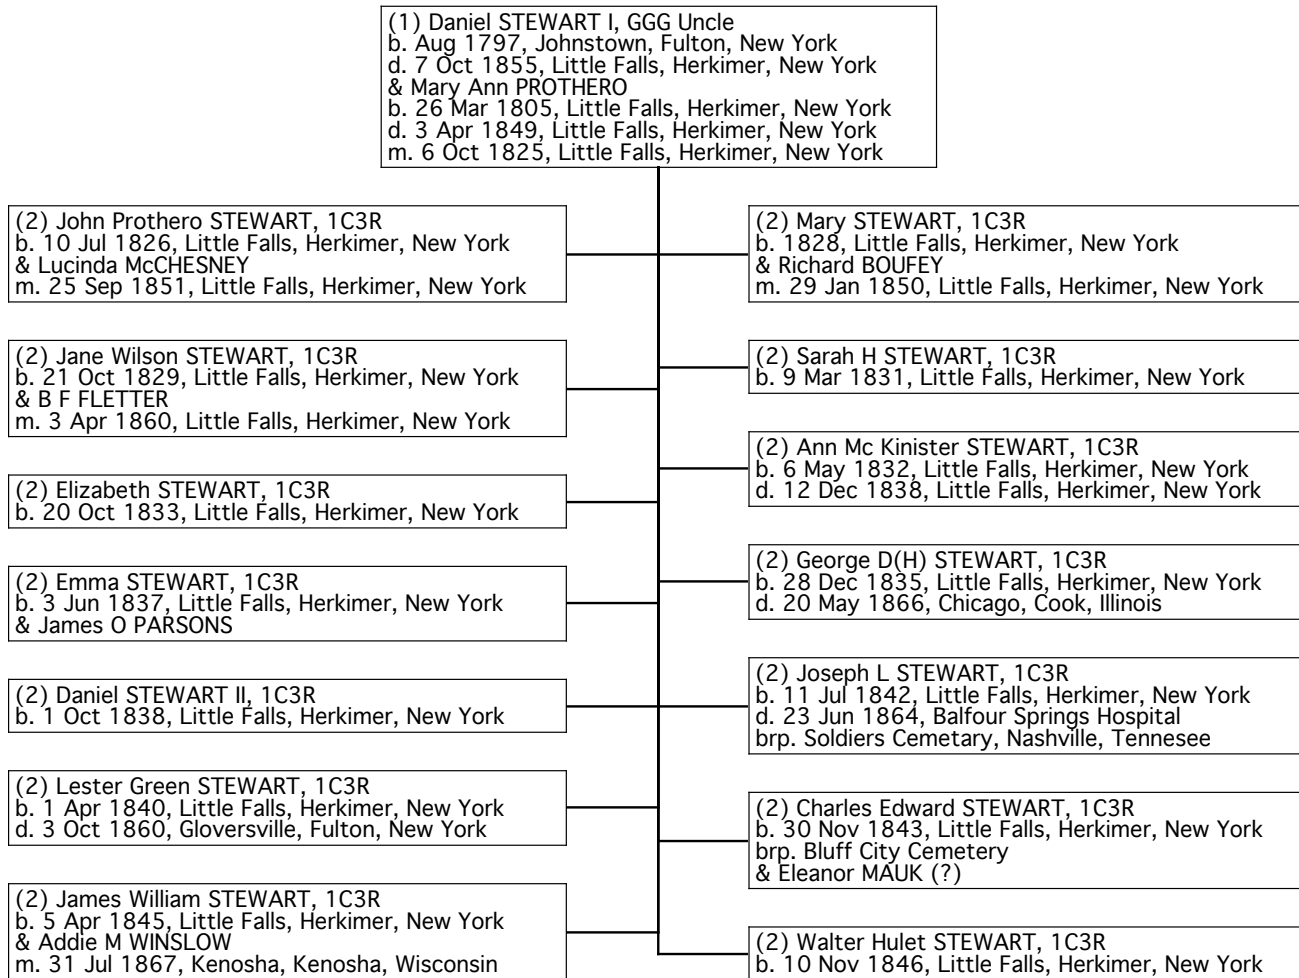 (1) Daniel STEWART I, GGG Uncle
b. Aug 1797, Johnstown, Fulton, New York
d. 7 Oct 1855, Little Falls, Herkimer, New York
& Mary Ann PROTHERO
b. 26 Mar 1805, Little Falls, Herkimer, New York
d. 3 Apr 1849, Little Falls, Herkimer, New York
m. 6 Oct 1825, Little Falls, Herkimer, New York
(2) John Prothero STEWART, 1C3R
b. 10 Jul 1826, Little Falls, Herkimer, New York
& Lucinda McCHESNEY
m. 25 Sep 1851, Little Falls, Herkimer, New York
(2) Mary STEWART, 1C3R
b. 1828, Little Falls, Herkimer, New York
& Richard BOUFEY
m. 29 Jan 1850, Little Falls, Herkimer, New York
(2) Jane Wilson STEWART, 1C3R
b. 21 Oct 1829, Little Falls, Herkimer, New York
& B F FLETTER
m. 3 Apr 1860, Little Falls, Herkimer, New York
(2) Sarah H STEWART, 1C3R
b. 9 Mar 1831, Little Falls, Herkimer, New York
(2) Ann Mc Kinister STEWART, 1C3R
b. 6 May 1832, Little Falls, Herkimer, New York
d. 12 Dec 1838, Little Falls, Herkimer, New York
(2) Elizabeth STEWART, 1C3R
b. 20 Oct 1833, Little Falls, Herkimer, New York
(2) George D(H) STEWART, 1C3R
b. 28 Dec 1835, Little Falls, Herkimer, New York
d. 20 May 1866, Chicago, Cook, Illinois
(2) Emma STEWART, 1C3R
b. 3 Jun 1837, Little Falls, Herkimer, New York
& James O PARSONS
(2) Daniel STEWART II, 1C3R
b. 1 Oct 1838, Little Falls, Herkimer, New York
(2) Joseph L STEWART, 1C3R
b. 11 Jul 1842, Little Falls, Herkimer, New York
d. 23 Jun 1864, Balfour Springs Hospital
brp. Soldiers Cemetary, Nashville, Tennesee
(2) Lester Green STEWART, 1C3R
b. 1 Apr 1840, Little Falls, Herkimer, New York
d. 3 Oct 1860, Gloversville, Fulton, New York
(2) Charles Edward STEWART, 1C3R
b. 30 Nov 1843, Little Falls, Herkimer, New York
brp. Bluff City Cemetery
& Eleanor MAUK (?)
(2) James William STEWART, 1C3R
b. 5 Apr 1845, Little Falls, Herkimer, New York
& Addie M WINSLOW
m. 31 Jul 1867, Kenosha, Kenosha, Wisconsin
(2) Walter Hulet STEWART, 1C3R
b. 10 Nov 1846, Little Falls, Herkimer, New York